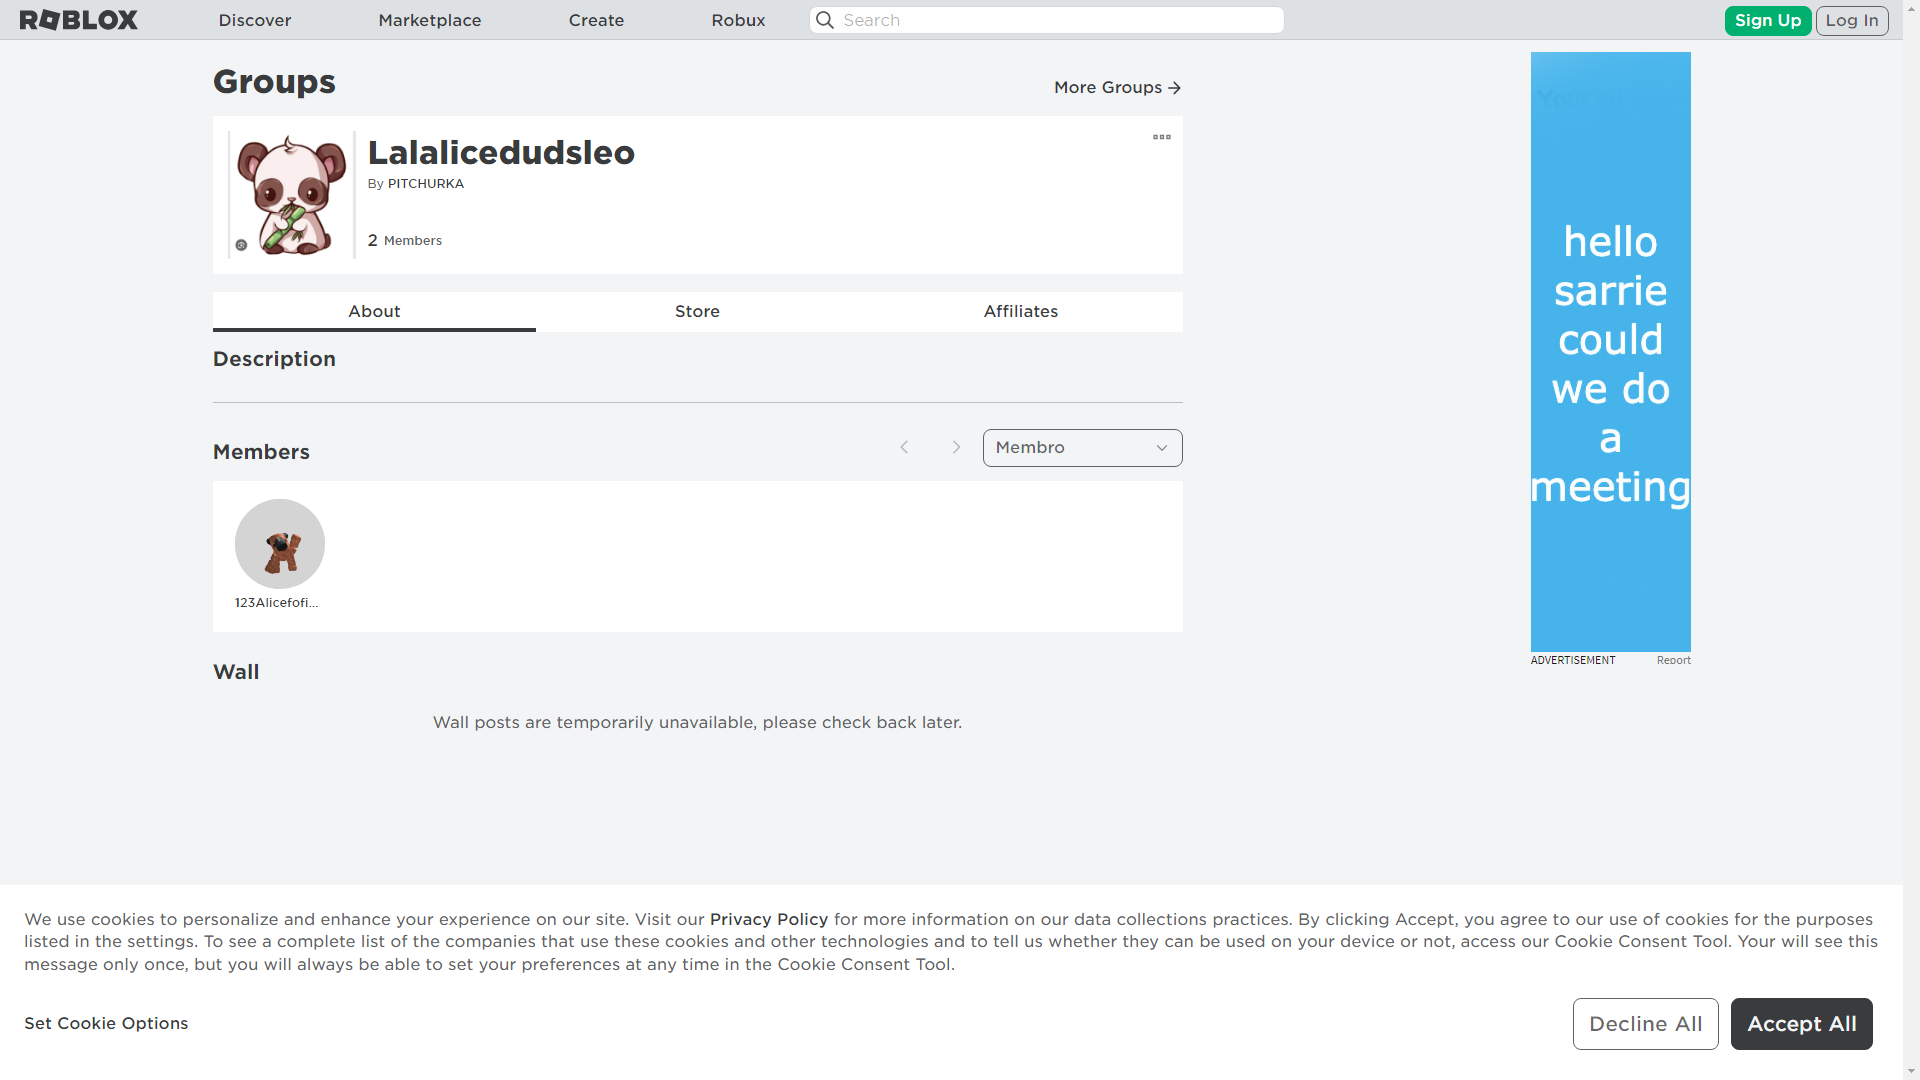 ROBLOX
Discover
Marketplace
Create
Robux
Search
Sign Up
Log In
Groups
More Groups
Lalalicedudsleo
By PITCHURKA
2 Members
About
Store
Affiliates
Description
Members
Membro
123Alicefofi...
Wall
Wall posts are temporarily unavailable, please check back later.
hello
sarrie
could
we do
a
meeting
ADVERTISEMENT
Report
We use cookies to personalize and enhance your experience on our site. Visit our Privacy Policy for more information on our data collections practices. By clicking Accept, you agree to our use of cookies for the purposes
listed in the settings. To see a complete list of the companies that use these cookies and other technologies and to tell us whether they can be used on your device or not, access our Cookie Consent Tool. Your will see this
message only once, but you will always be able to set your preferences at any time in the Cookie Consent Tool.
Set Cookie Options
Decline All
Accept All